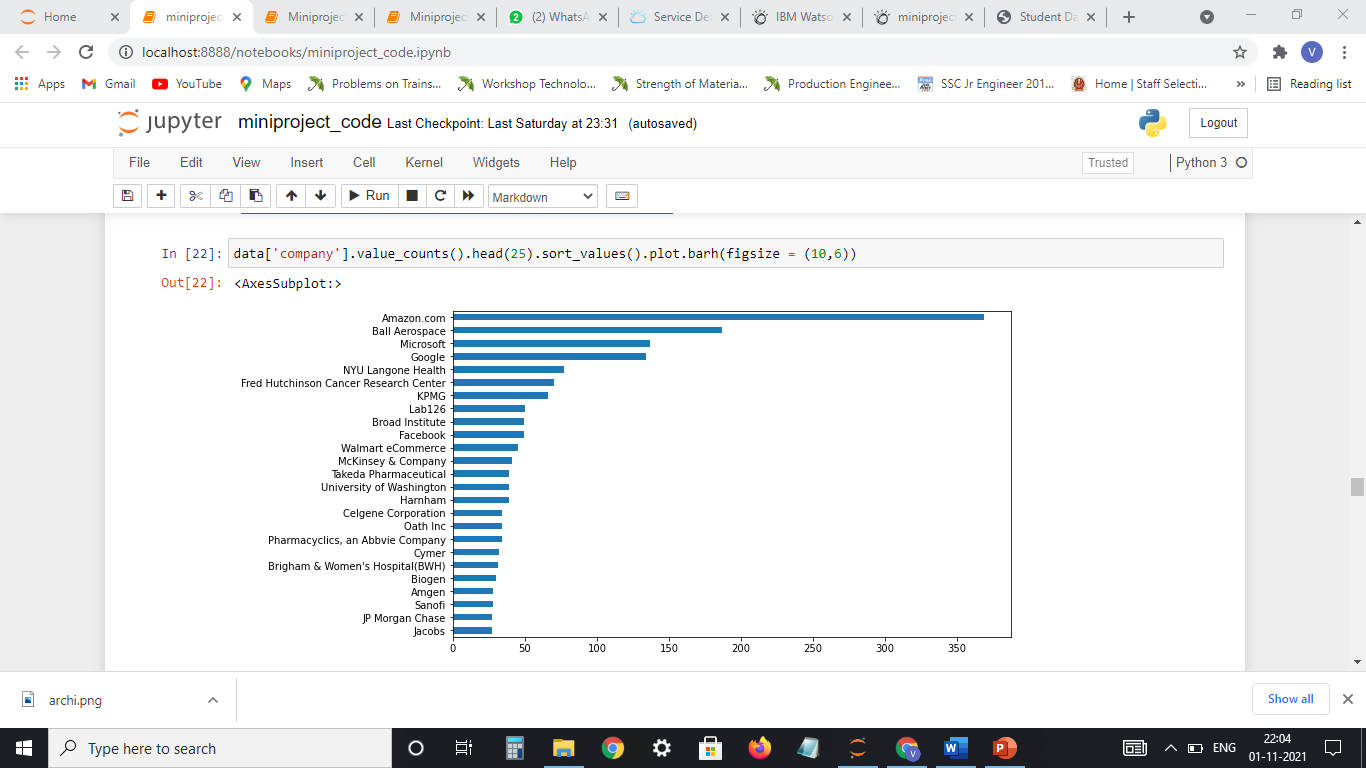 Home
miniproject
Miniproject
Miniproject
(2) WhatsA
Service De
IBM Watso
miniproject
Student Da
localhost:8888/notebooks/miniproject_code.ipynb
V
Apps
Gmail
YouTube
Maps
Problems on Trains...
Workshop Technolo...
Strength of Materia...
Production Enginee...
SSC Jr Engineer 201...
Home | Staff Selecti...
»
Reading list
jupyter miniproject_code Last Checkpoint: Last Saturday at 23:31 (autosaved)
Logout
File Edit View Insert Cell Kernel Widgets Help
Trusted
Python 3
Run
Markdown
In [22]: data['company'].value_counts().head(25).sort_values().plot.barh(figsize = (10,6))
Out[22]: <AxesSubplot:>
Amazon.com
Ball Aerospace
Microsoft
Google
NYU Langone Health
Fred Hutchinson Cancer Research Center
KPMG
Lab126
Broad Institute
Facebook
Walmart eCommerce
McKinsey & Company
Takeda Pharmaceutical
University of Washington
Harnham
Celgene Corporation
Oath Inc
Pharmacyclics, an Abbvie Company
Cymer
Brigham & Women's Hospital(BWH)
Biogen
Amgen
Sanofi
JP Morgan Chase
Jacobs
0 50 100 150 200 250 300 350
archi.png
Show all
Type here to search
ENG
22:04
01-11-2021